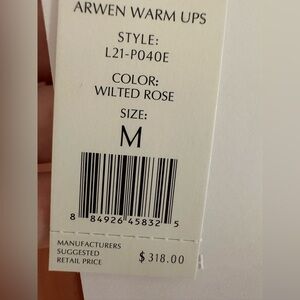 ARWEN WARM UPS
STYLE:
L21-P040E
COLOR:
WILTED ROSE
SIZE:
M
8 84926 45832 5
MANUFACTURERS
SUGGESTED
RETAIL PRICE
$ 318.00